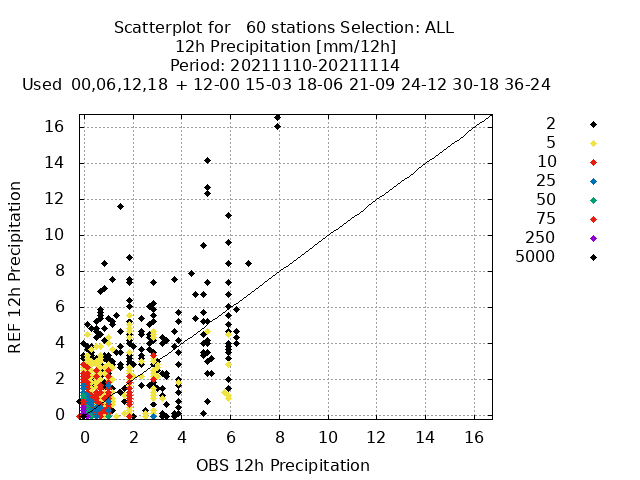 Scatterplot for   60 stations Selection: ALL
12h Precipitation [mm/12h]
Period: 20211110-20211114
Used  00,06,12,18  + 12-00 15-03 18-06 21-09 24-12 30-18 36-24
16
14
12
10
8
6
4
2
0
REF 12h Precipitation
0 2 4 6 8 10 12 14 16
OBS 12h Precipitation
2
5
10
25
50
75
250
5000